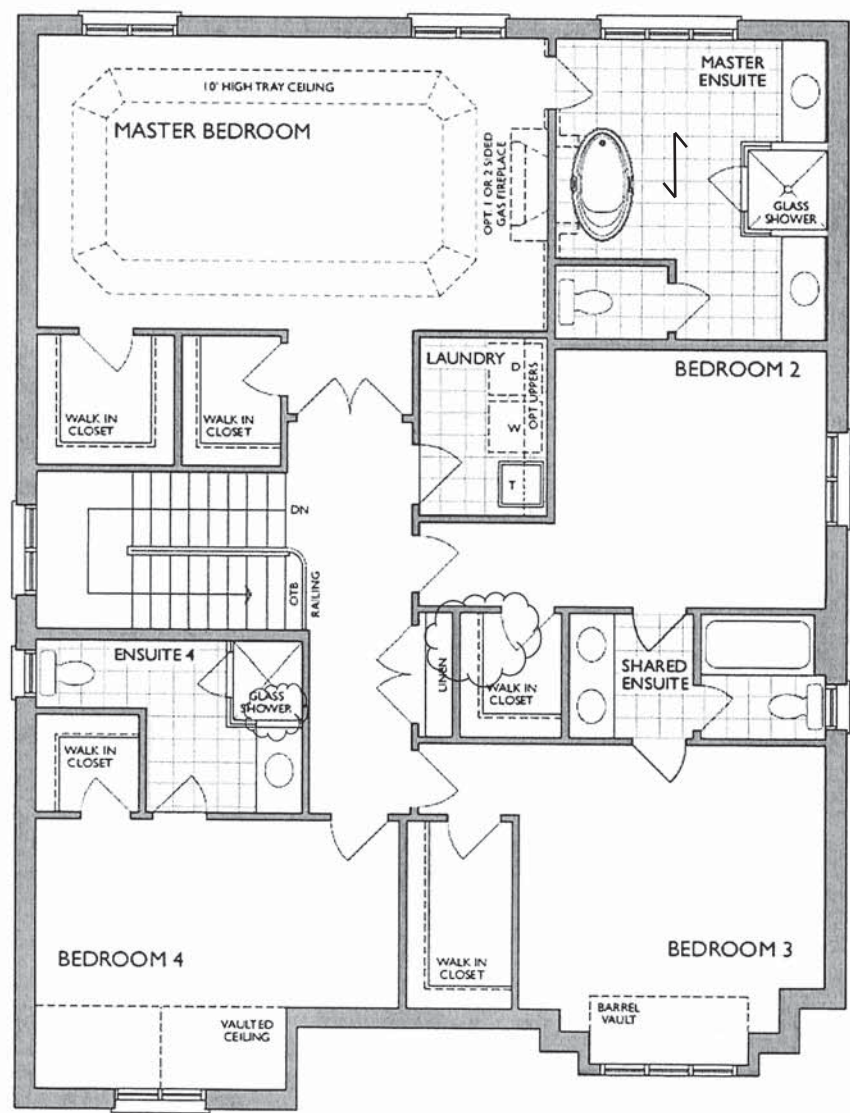 MASTER
ENSUITE
10' HIGH TRAY CEILING
MASTER BEDROOM
OPT 1 OR 2 SIDED
GAS FIREPLACE
GLASS
SHOWER
LAUNDRY
D
OPT UPPERS
W
T
BEDROOM 2
WALK IN
CLOSET
WALK IN
CLOSET
DN
OTB
RAILING
ENSUITE 4
GLASS
SHOWER
LINEN
WALK IN
CLOSET
SHARED
ENSUITE
WALK IN
CLOSET
BEDROOM 4
WALK IN
CLOSET
BEDROOM 3
VAULTED
CEILING
BARREL
VAULT